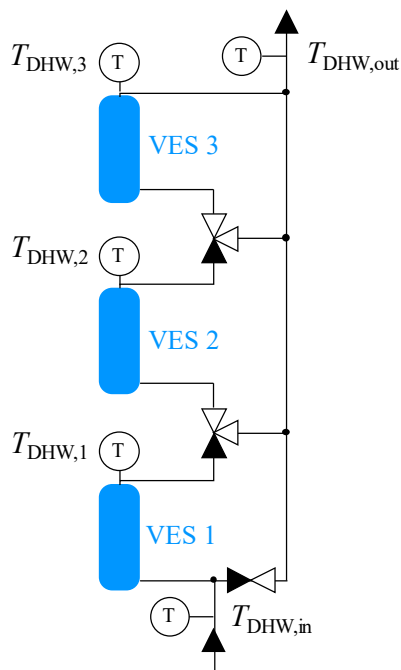 T_DHW,3
T
T
T_DHW,out
VES 3
T_DHW,2
T
VES 2
T_DHW,1
T
VES 1
T
T_DHW,in